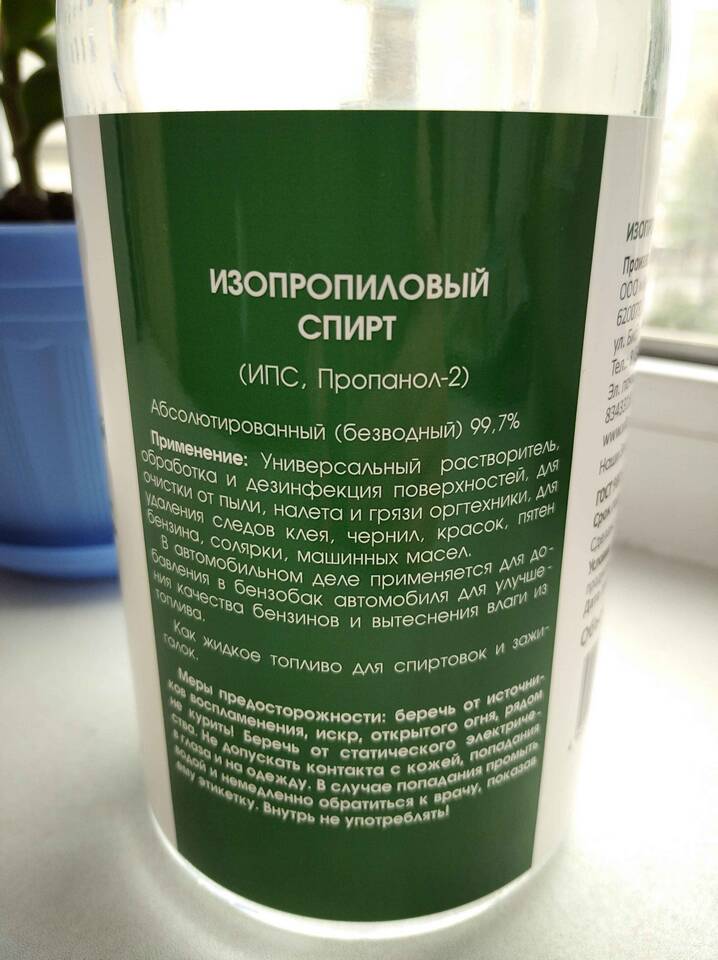 ИЗОПРОПИЛОВЫЙ
СПИРТ
(ИПС, Пропанол-2)
Абсолютированный (безводный) 99,7%
Применение: Универсальный растворитель,
обработка и дезинфекция поверхностей, для
очистки от пыли, налета и грязи оргтехники, для
удаления следов клея, чернил, красок, пятен
бензина, солярки, машинных масел.
В автомобильном деле применяется для до-
бавления в бензобак автомобиля для улучше-
ния качества бензинов и вытеснения влаги из
топлива.
Как жидкое топливо для спиртовок и зажи-
галок.
Меры предосторожности: беречь от источни-
ков воспламенения, искр, открытого огня, рядом
не курить! Беречь от статического электриче-
ства. Не допускать контакта с кожей, попадания
в глаза и на одежду. В случае попадания промыть
водой и немедленно обратиться к врачу, показав
ему этикетку. Внутрь не употреблять!
ООО
ул.
Тел.:
Эл.
ГОСТ